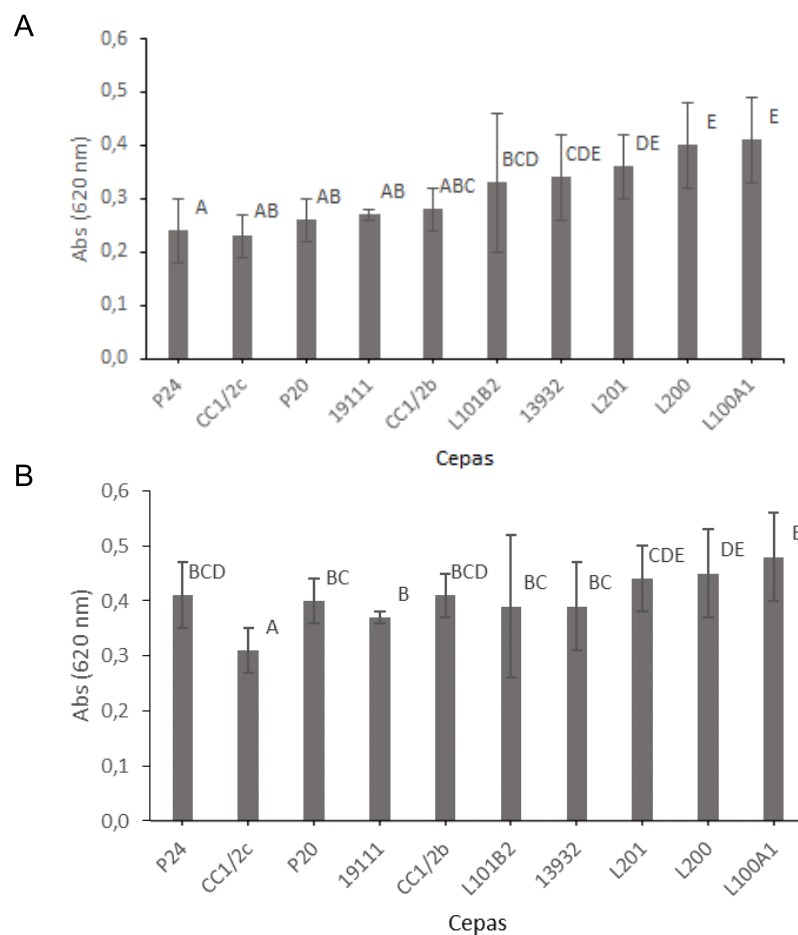 A
0,6
0,5
0,4
0,3
0,2
0,1
0,0
Abs (620 nm)
A
AB
AB
AB
ABC
BCD
CDE
DE
E
E
P24
CC1/2c
P20
19111
CC1/2b
L101B2
13932
L201
L200
L100A1
Cepas
B
0,6
0,5
0,4
0,3
0,2
0,1
0,0
Abs (620 nm)
BCD
A
BC
B
BCD
BC
BC
CDE
DE
E
P24
CC1/2c
P20
19111
CC1/2b
L101B2
13932
L201
L200
L100A1
Cepas